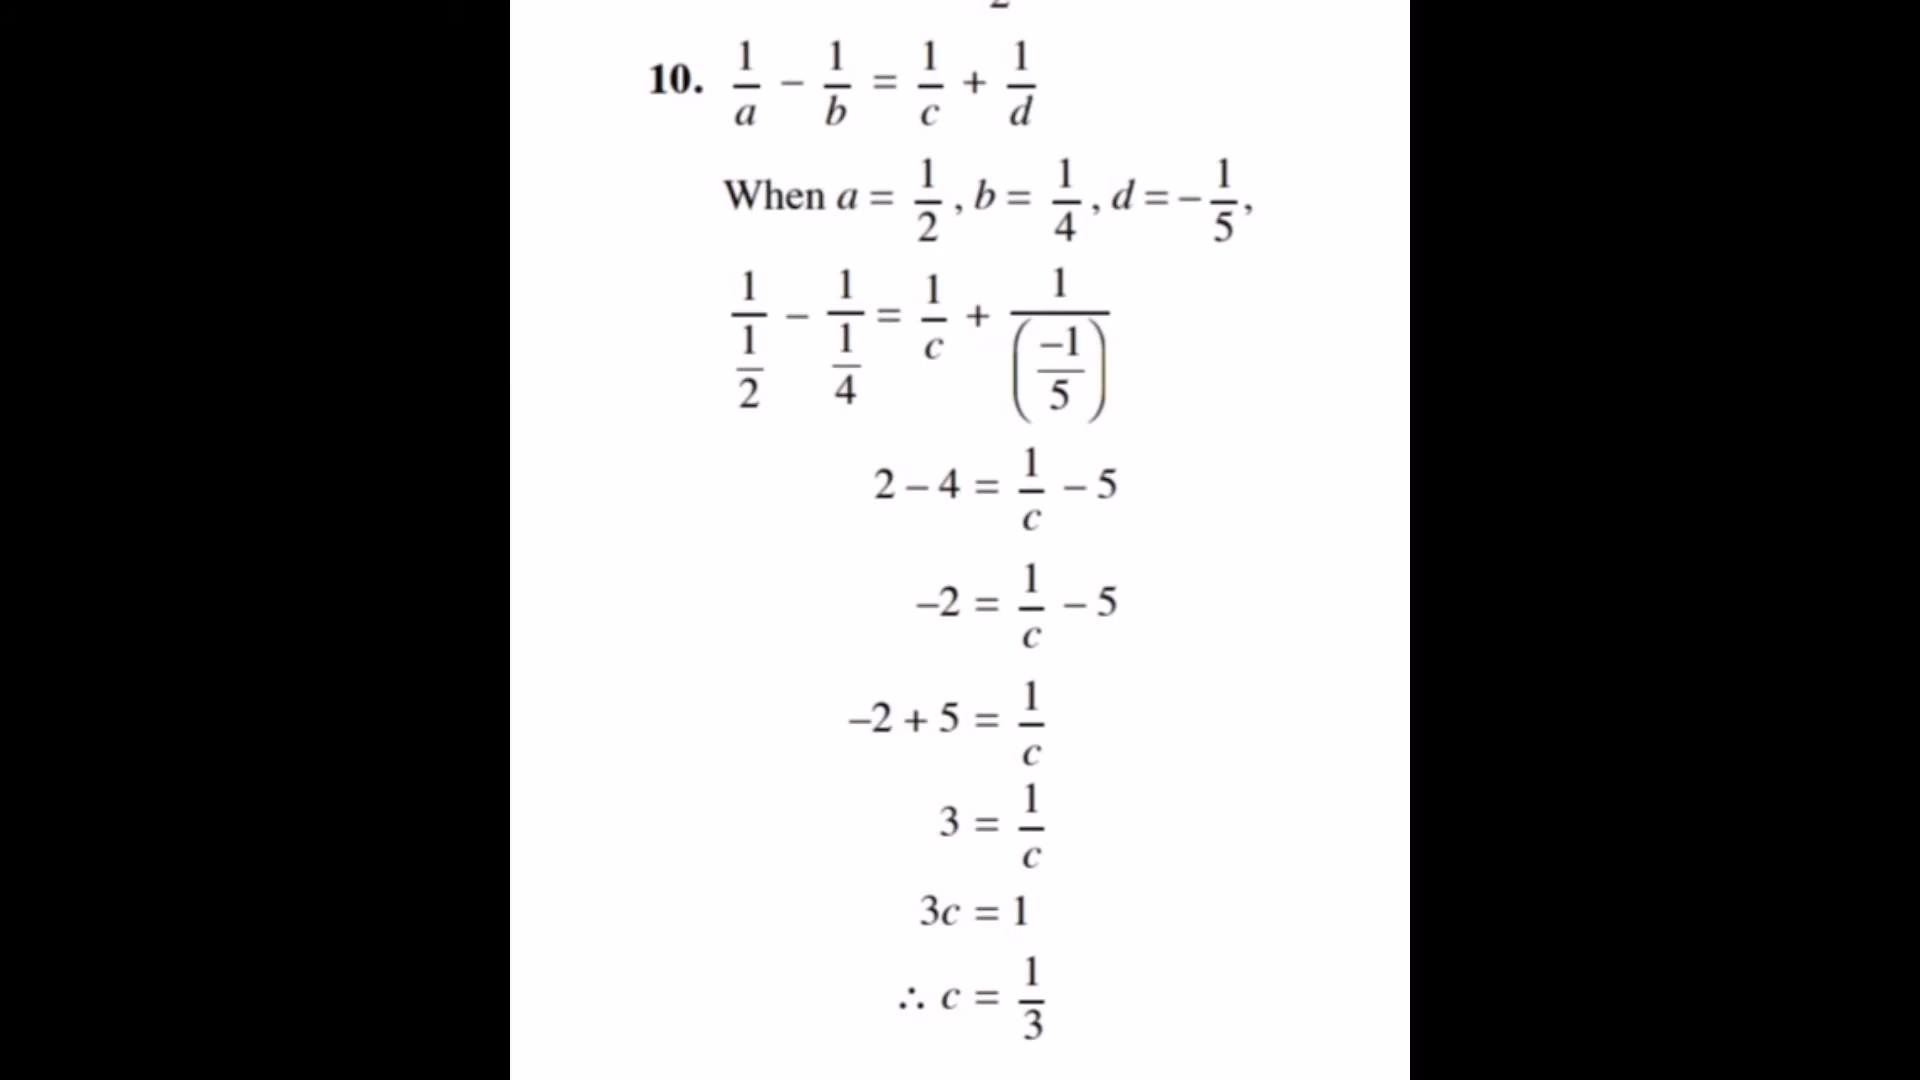 10. 1/a − 1/b = 1/c + 1/d
When a = 1/2, b = 1/4, d = −1/5,
1/(1/2) − 1/(1/4) = 1/c + 1/(−1/5)
2 − 4 = 1/c − 5
−2 = 1/c − 5
−2 + 5 = 1/c
3 = 1/c
3c = 1
∴ c = 1/3